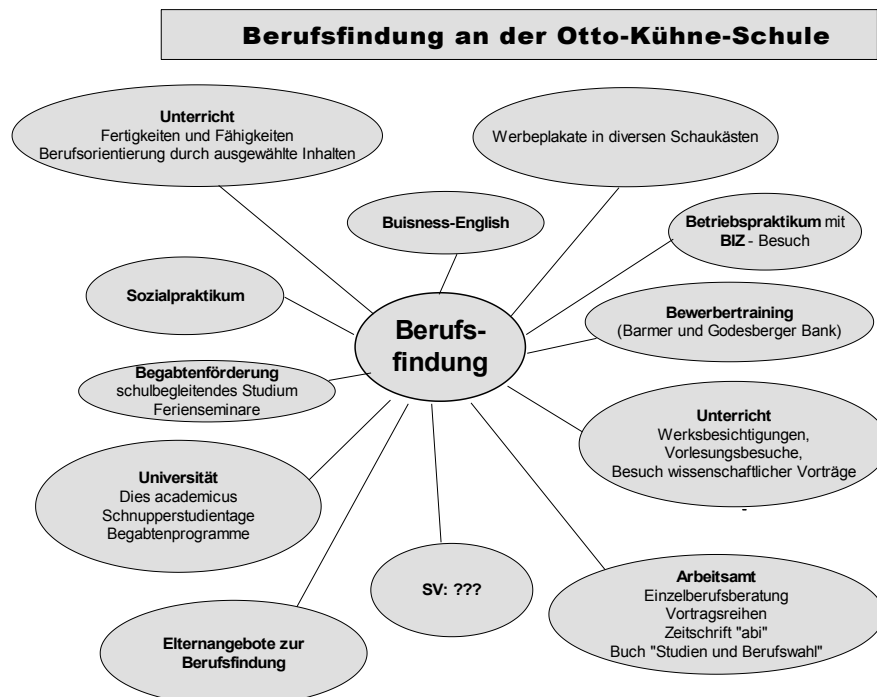 Berufsfindung an der Otto-Kühne-Schule
Unterricht
Fertigkeiten und Fähigkeiten
Berufsorientierung durch ausgewählte Inhalten
Werbeplakate in diversen Schaukästen
Buisness-English
Betriebspraktikum mit
BIZ - Besuch
Sozialpraktikum
Berufs-
findung
Bewerbertraining
(Barmer und Godesberger Bank)
Begabtenförderung
schulbegleitendes Studium
Ferienseminare
Unterricht
Werksbesichtigungen,
Vorlesungsbesuche,
Besuch wissenschaftlicher Vorträge
-
Universität
Dies academicus
Schnupperstudientage
Begabtenprogramme
SV: ???
Arbeitsamt
Einzelberufsberatung
Vortragsreihen
Zeitschrift "abi"
Buch "Studien und Berufswahl"
Elternangebote zur
Berufsfindung